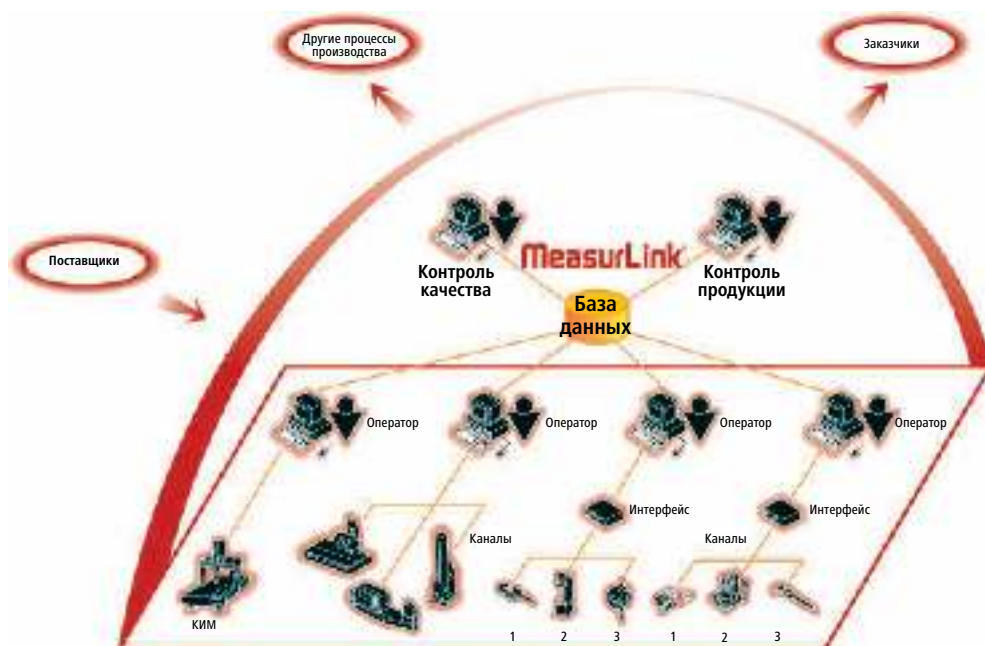 Другие процессы
производства
Заказчики
Поставщики
MeasurLink
Контроль
качества
Контроль
продукции
База
данных
Оператор
Оператор
Оператор
Оператор
Интерфейс
Интерфейс
Каналы
Каналы
КИМ
1
2
3
1
2
3